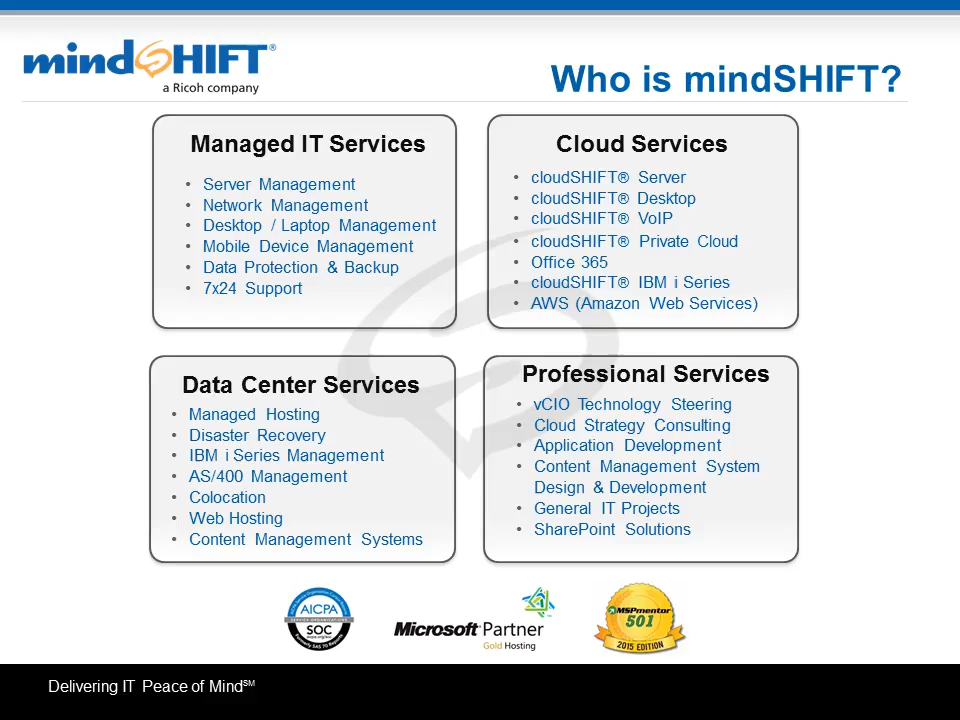 mindSHIFT®
a Ricoh company
Who is mindSHIFT?
Managed IT Services
• Server Management
• Network Management
• Desktop / Laptop Management
• Mobile Device Management
• Data Protection & Backup
• 7x24 Support
Cloud Services
• cloudSHIFT® Server
• cloudSHIFT® Desktop
• cloudSHIFT® VoIP
• cloudSHIFT® Private Cloud
• Office 365
• cloudSHIFT® IBM i Series
• AWS (Amazon Web Services)
Data Center Services
• Managed Hosting
• Disaster Recovery
• IBM i Series Management
• AS/400 Management
• Colocation
• Web Hosting
• Content Management Systems
Professional Services
• vCIO Technology Steering
• Cloud Strategy Consulting
• Application Development
• Content Management System
Design & Development
• General IT Projects
• SharePoint Solutions
AICPA
SOC
Microsoft Partner
Gold Hosting
MSPmentor
501
2015 EDITION
Delivering IT Peace of Mind℠